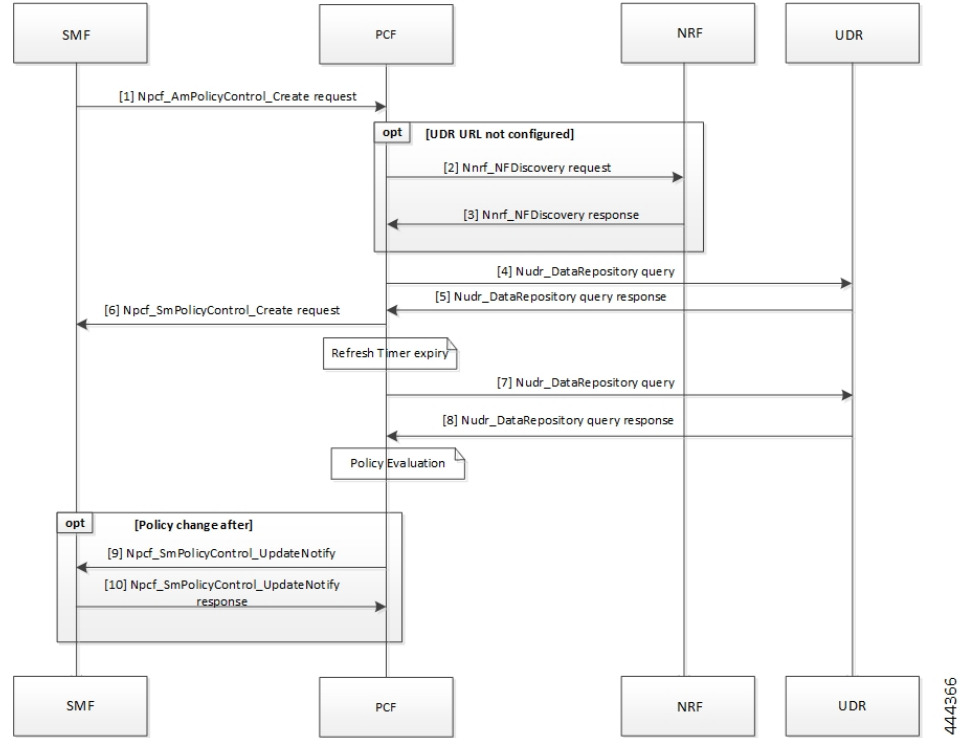 SMF
PCF
NRF
UDR
[1] Npcf_AmPolicyControl_Create request
opt
[UDR URL not configured]
[2] Nnrf_NFDiscovery request
[3] Nnrf_NFDiscovery response
[4] Nudr_DataRepository query
[5] Nudr_DataRepository query response
[6] Npcf_SmPolicyControl_Create request
Refresh Timer expiry
[7] Nudr_DataRepository query
[8] Nudr_DataRepository query response
Policy Evaluation
opt
[Policy change after]
[9] Npcf_SmPolicyControl_UpdateNotify
[10] Npcf_SmPolicyControl_UpdateNotify
response
SMF
PCF
NRF
UDR
444366